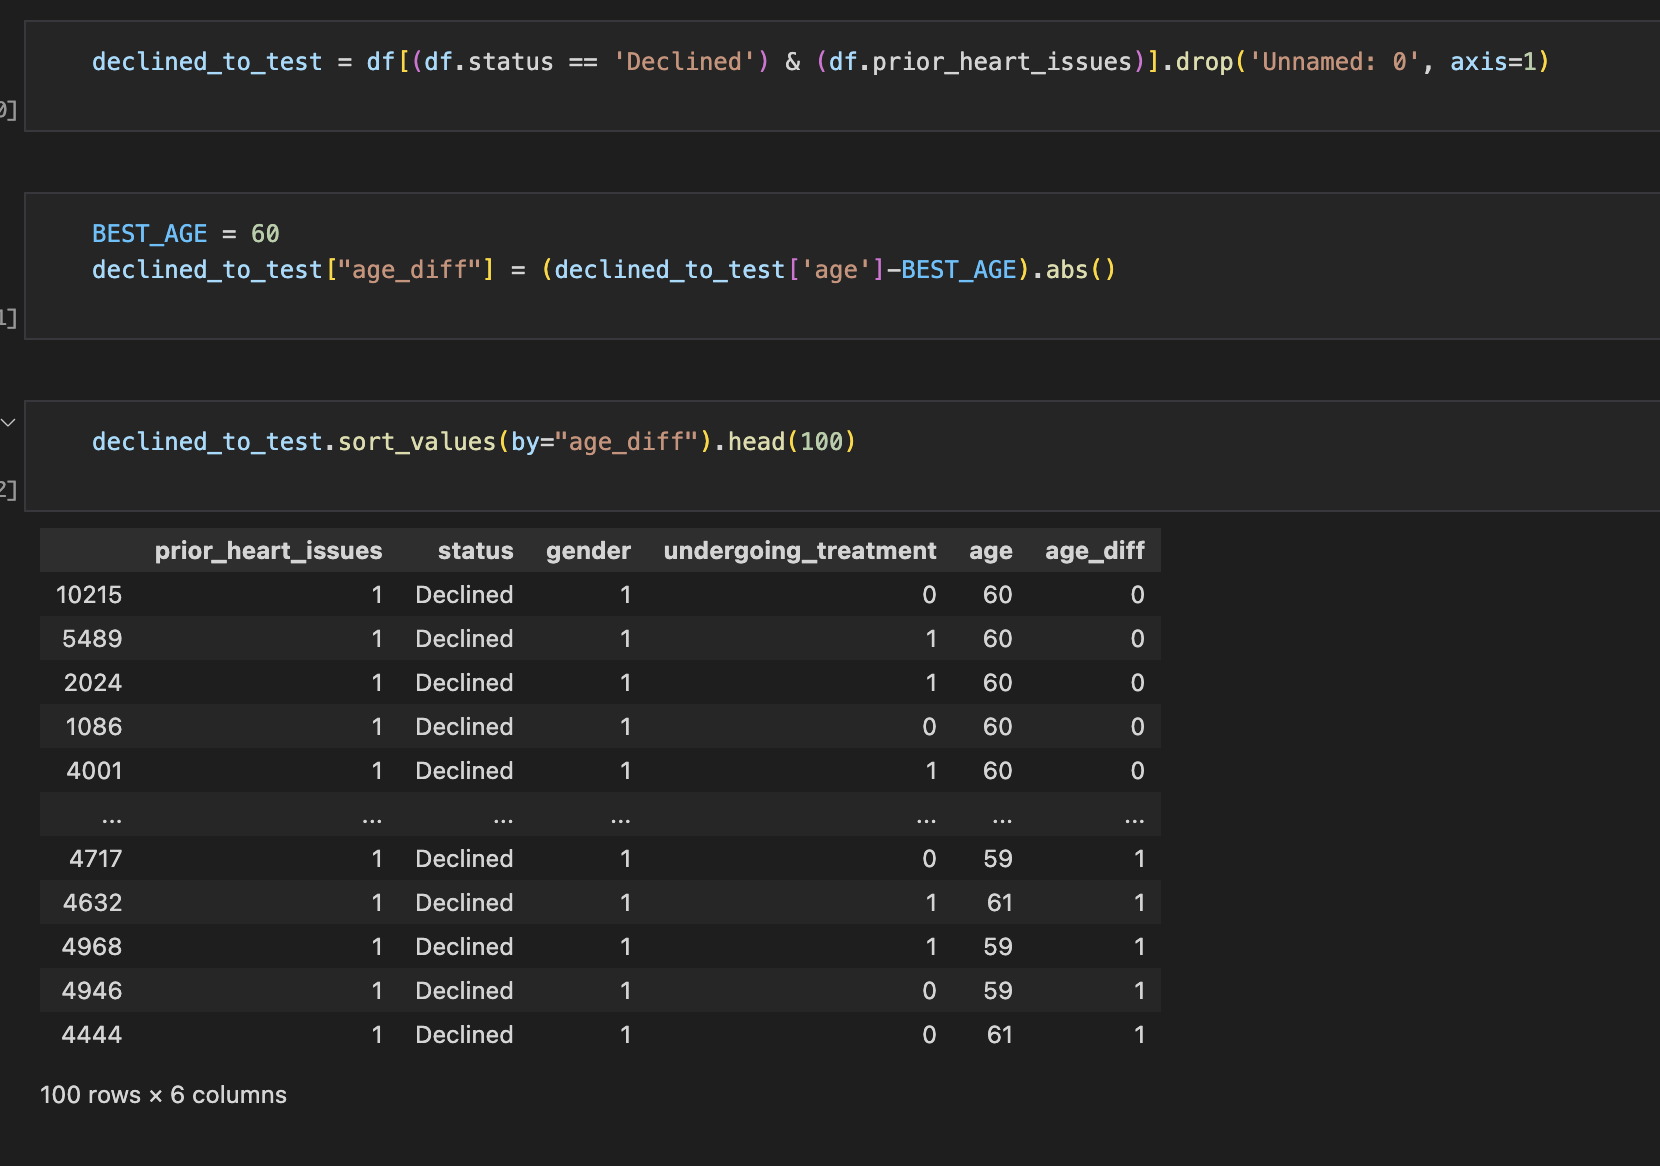 declined_to_test = df[(df.status == 'Declined') & (df.prior_heart_issues)].drop('Unnamed: 0', axis=1)
0]
BEST_AGE = 60
declined_to_test["age_diff"] = (declined_to_test['age']-BEST_AGE).abs()
1]
declined_to_test.sort_values(by="age_diff").head(100)
2]
prior_heart_issues status gender undergoing_treatment age age_diff
10215 1 Declined 1 0 60 0
5489 1 Declined 1 1 60 0
2024 1 Declined 1 1 60 0
1086 1 Declined 1 0 60 0
4001 1 Declined 1 1 60 0
... ... ... ... ... ... ...
4717 1 Declined 1 0 59 1
4632 1 Declined 1 1 61 1
4968 1 Declined 1 1 59 1
4946 1 Declined 1 0 59 1
4444 1 Declined 1 0 61 1
100 rows × 6 columns